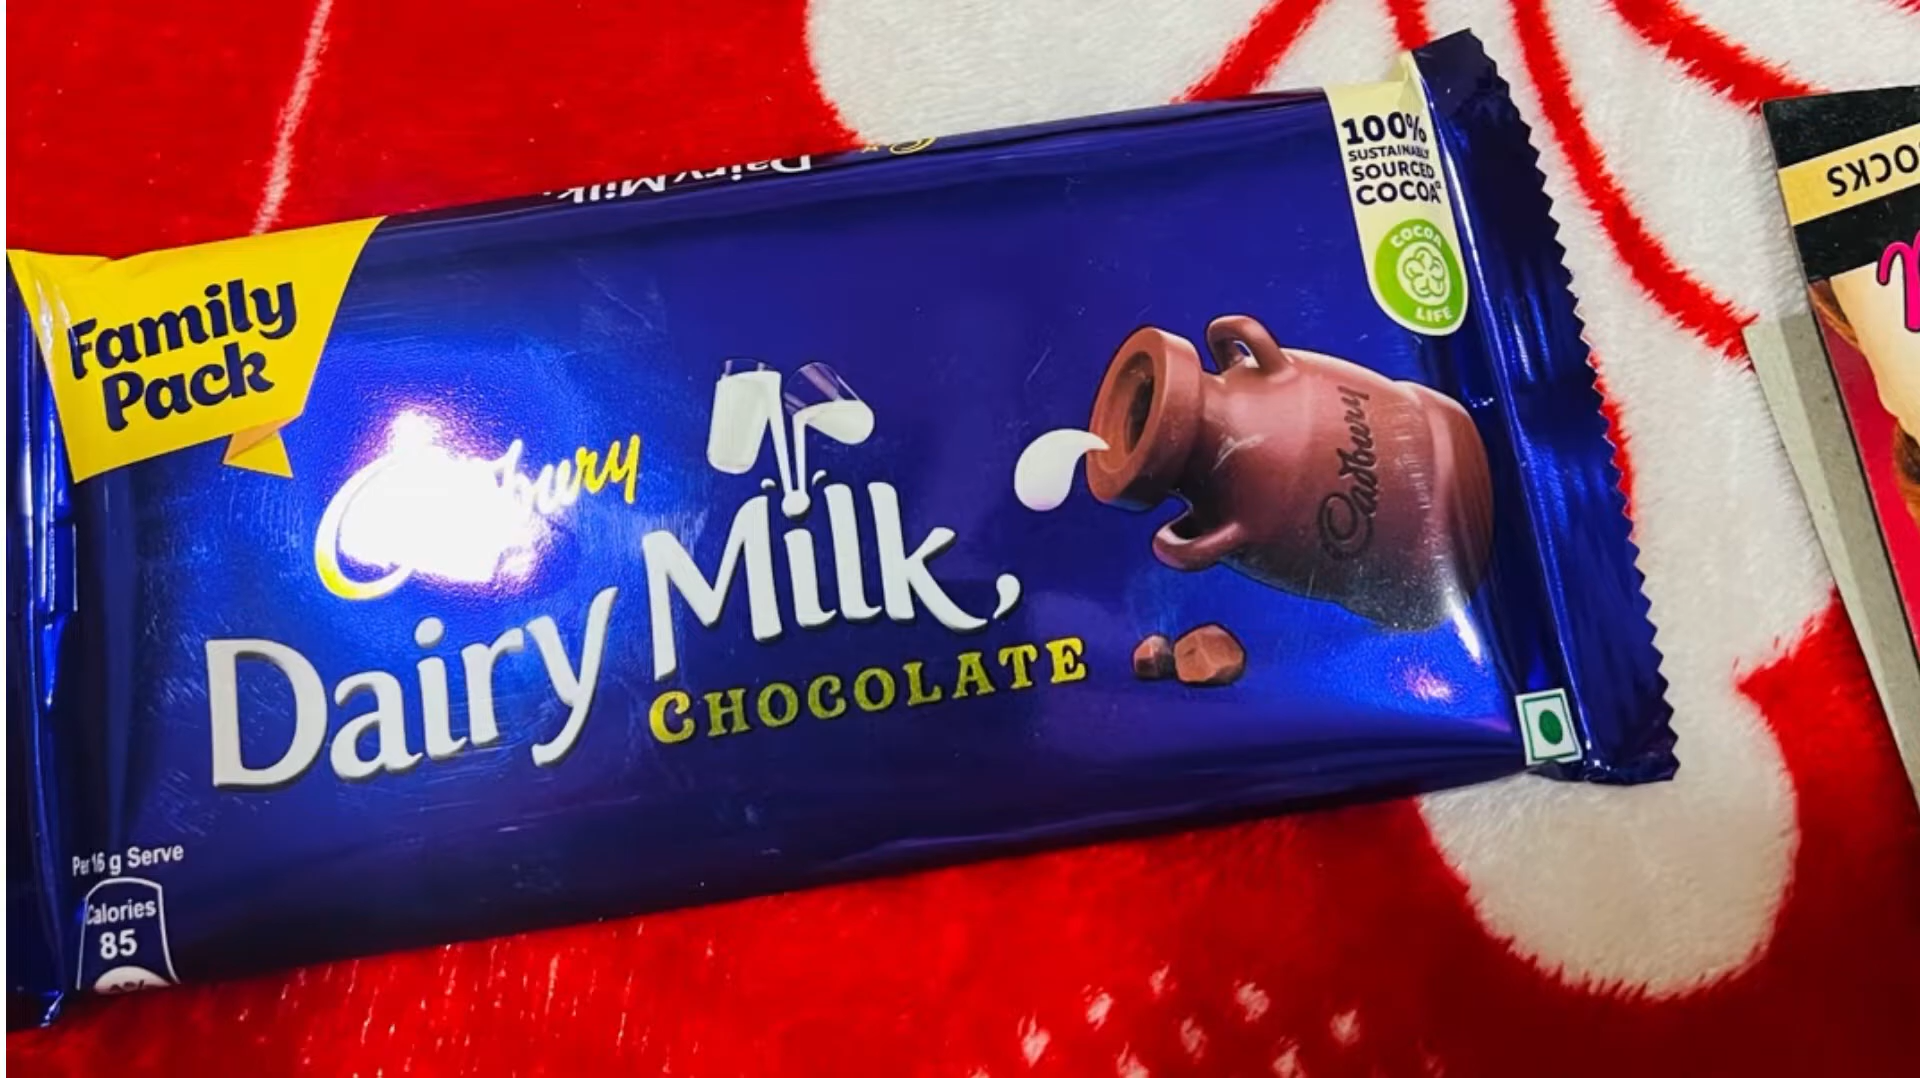 Dairy Milk
100%
SUSTAINABLY
SOURCED
COCOA
COCOA
LIFE
OCKS
Family
Pack
Cadbury
Cadbury
Dairy Milk
CHOCOLATE
Per 16 g Serve
Calories
85